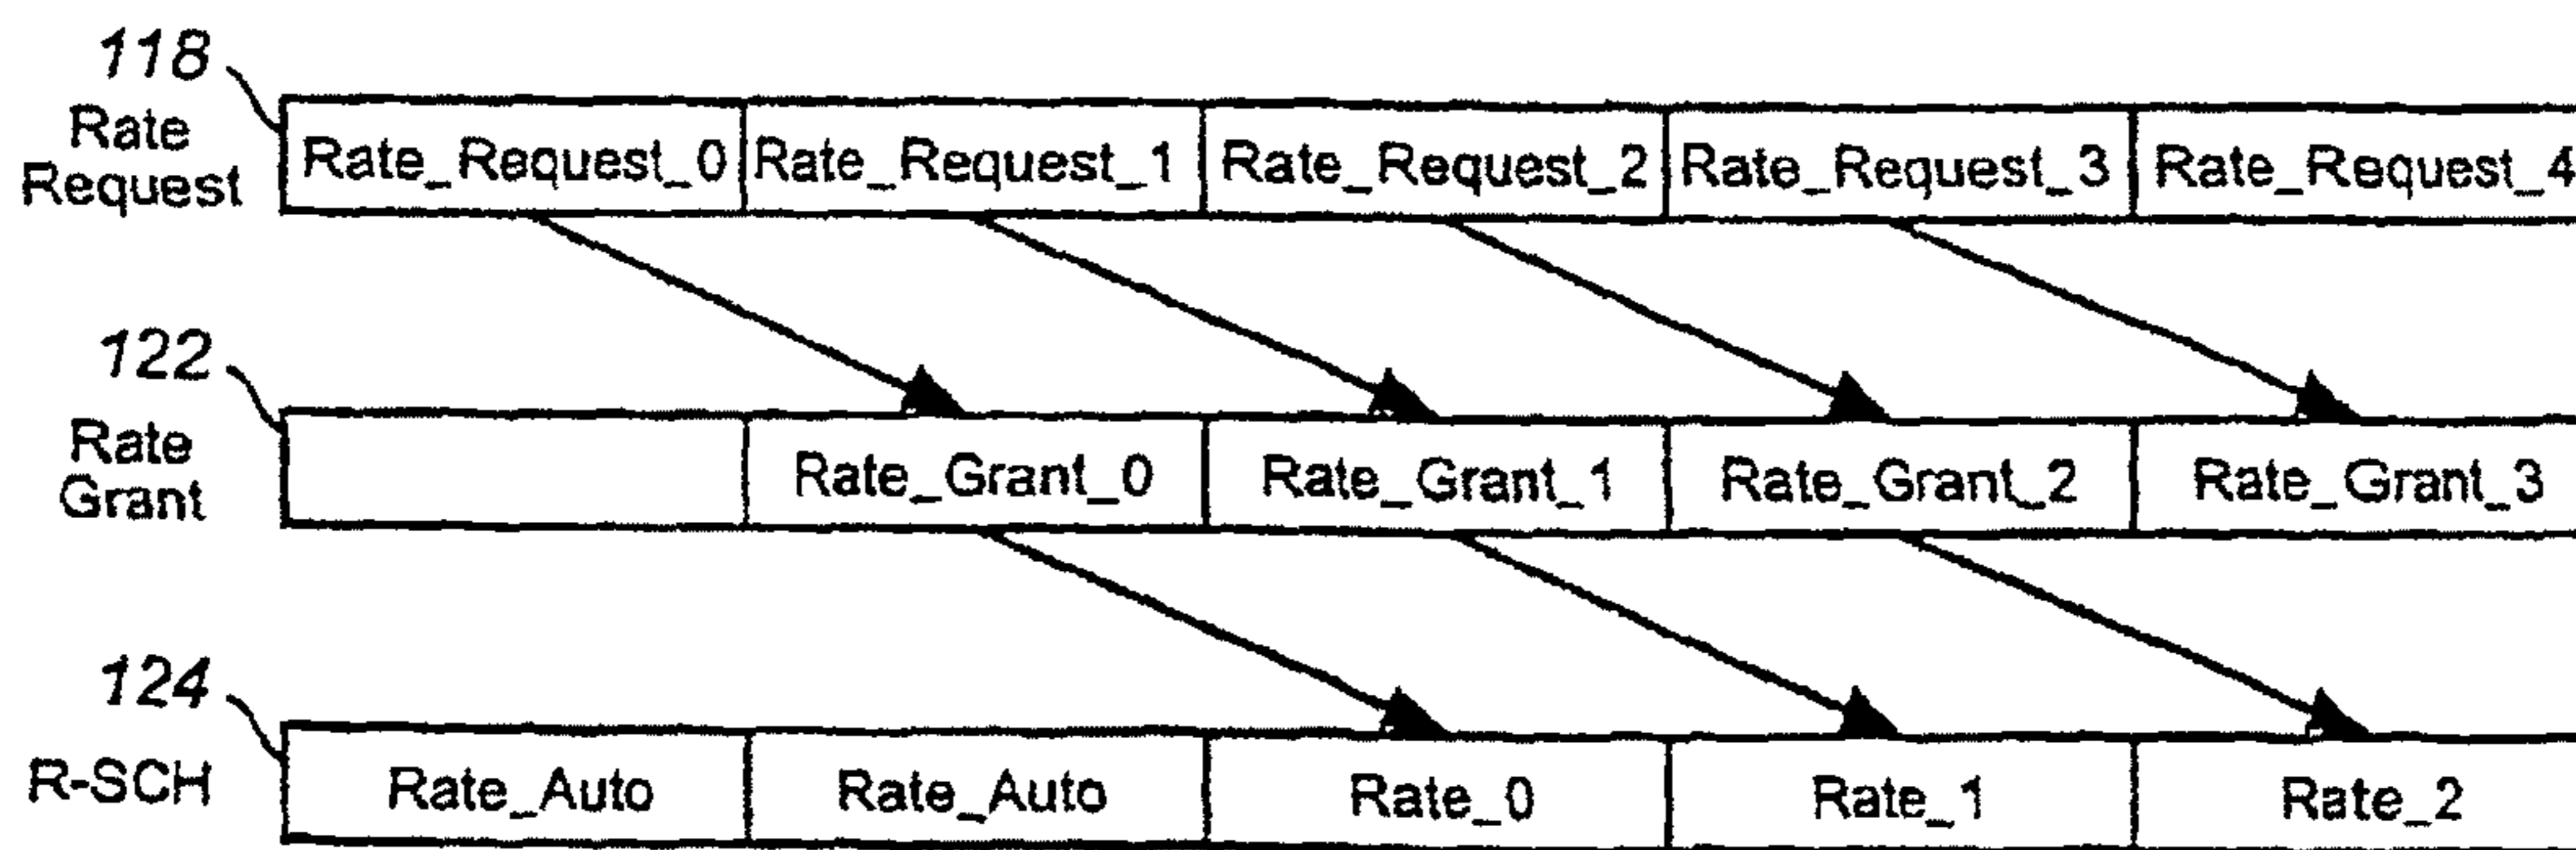 118
Rate
Request
Rate_Request_0 Rate_Request_1 Rate_Request_2 Rate_Request_3 Rate_Request_4
122
Rate
Grant
Rate_Grant_0 Rate_Grant_1 Rate_Grant_2 Rate_Grant_3
124
R-SCH
Rate_Auto Rate_Auto Rate_0 Rate_1 Rate_2